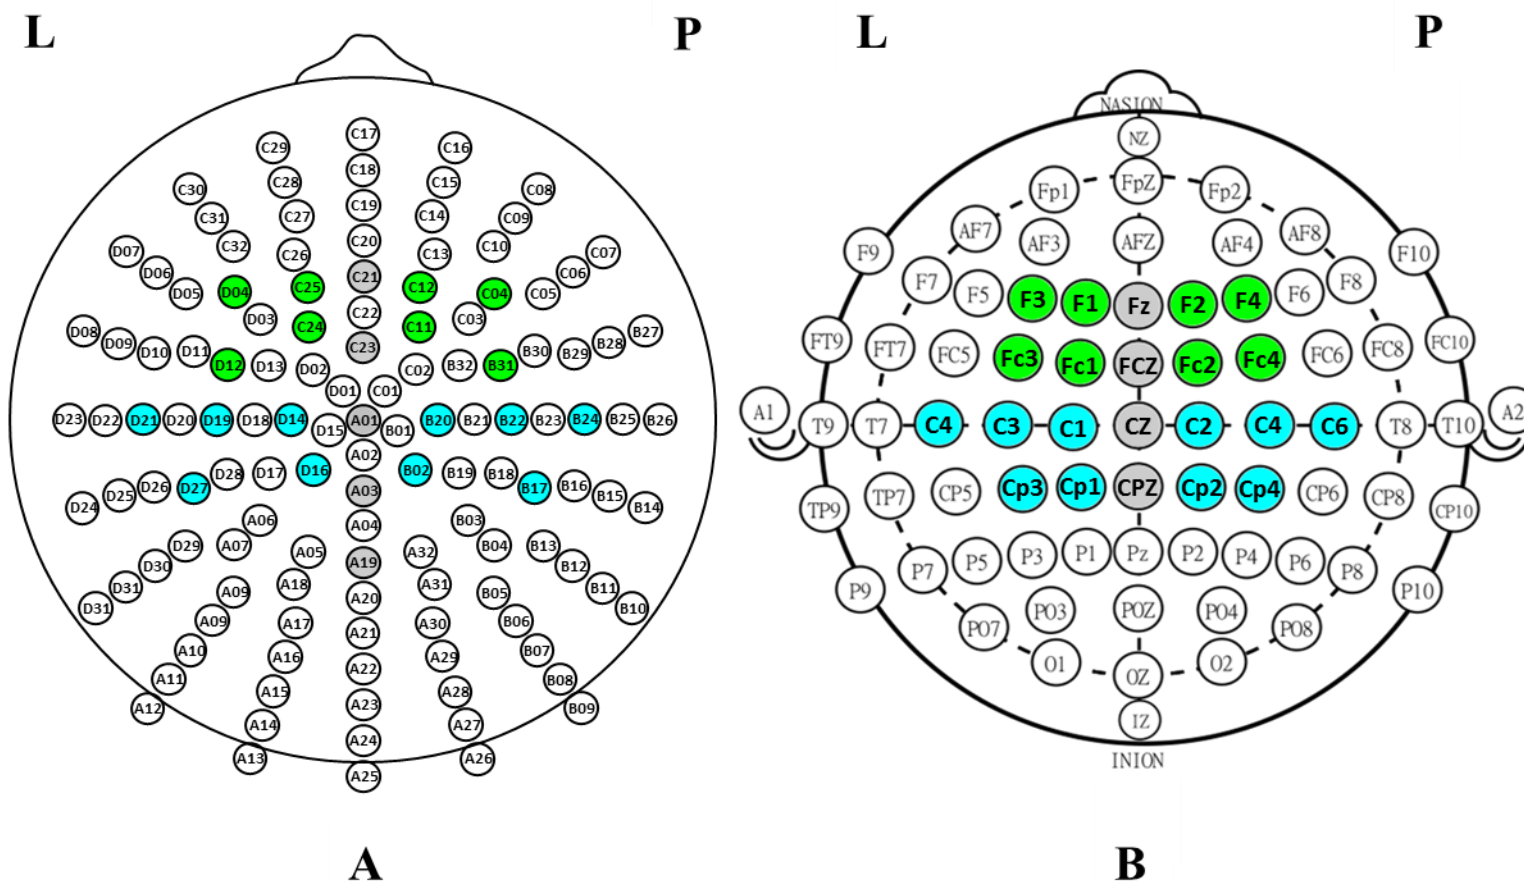 L P
C17
C29 C16
C18
C28 C15
C30 C08
C19
C27 C14
C31 C09
C20
C32 C10
D07 C26 C13 C07
D06 C21 C06
D05 D04 C25 C12 C04 C05
C22
D03 C24 C11 C03
D08 B27
D09 C23 B28
D10 D11 B30 B29
D12 D13 D02 C02 B32 B31
D01 C01
D23 D22 D21 D20 D19 D18 D14 A01 B20 B21 B22 B23 B24 B25 B26
D15 B01
A02
D28 D17 D16 B02 B19 B18
D25 D26 D27 A03 B17 B16 B15
D24 B14
A06 A04 B03
D29 A07 B04 B13
A05 A32
D30 A19 B12
D31 A18 A31 B11
A09 B05
D31 A20 B10
A09 A17 A30 B06
A21
A10 A16 A29 B07
A22
A11 B08
A15 A28
A12 A23 B09
A14 A27
A24
A13 A26
A25
A
L P
NASION
NZ
Fp1 FpZ Fp2
AF7 AF3 AFZ AF4 AF8
F9 F10
F7 F5 F3 F1 Fz F2 F4 F6 F8
FT9 FC10
FT7 FC5 Fc3 Fc1 FCZ Fc2 Fc4 FC6 FC8
A1 A2
T9 T7 C4 C3 C1 CZ C2 C4 C6 T8 T10
TP7 CP5 Cp3 Cp1 CPZ Cp2 Cp4 CP6 CP8
TP9 CP10
P7 P5 P3 P1 Pz P2 P4 P6 P8
P9 P10
PO7 PO3 POZ PO4 PO8
O1 OZ O2
IZ
INION
B